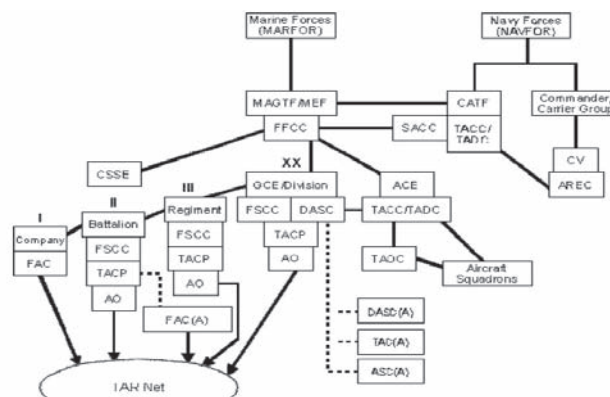 Marine Forces
(MARFOR)
Navy Forces
(NAVFOR)
MAGTF/MEF
FFCC
CATF
SACC
TACC/
TADC
Commander,
Carrier Group
CV
AREC
CSSE
XX
GCE/Division
FSCC
DASC
TACP
AO
ACE
TACC/TADC
TAOC
Aircraft
Squadrons
III
Regiment
FSCC
TACP
AO
II
Battalion
FSCC
TACP
AO
I
Company
FAC
FAC(A)
DASC(A)
TAC(A)
ASC(A)
TAR Net